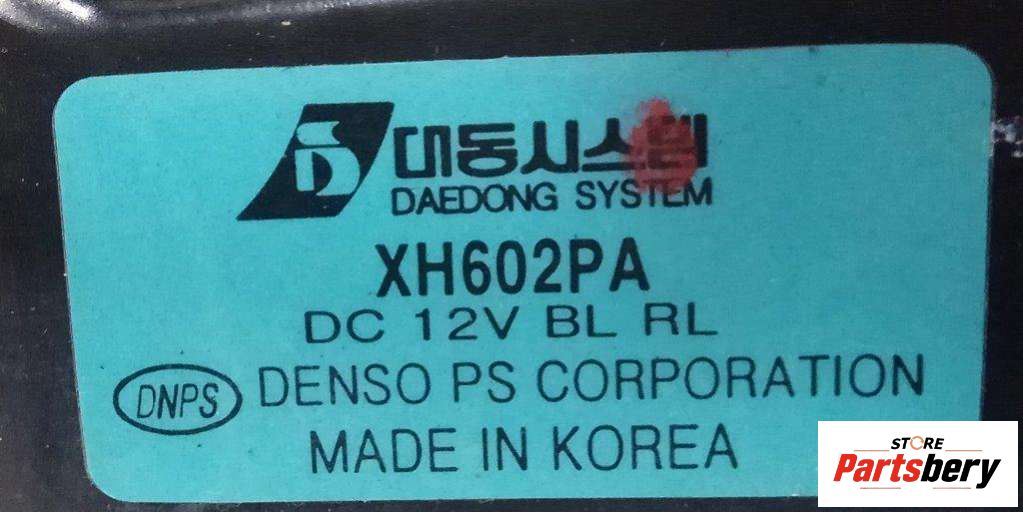 대동시스템
DAEDONG SYSTEM
XH602PA
DC 12V BL RL
DNPS DENSO PS CORPORATION
MADE IN KOREA
STORE
Partsbery